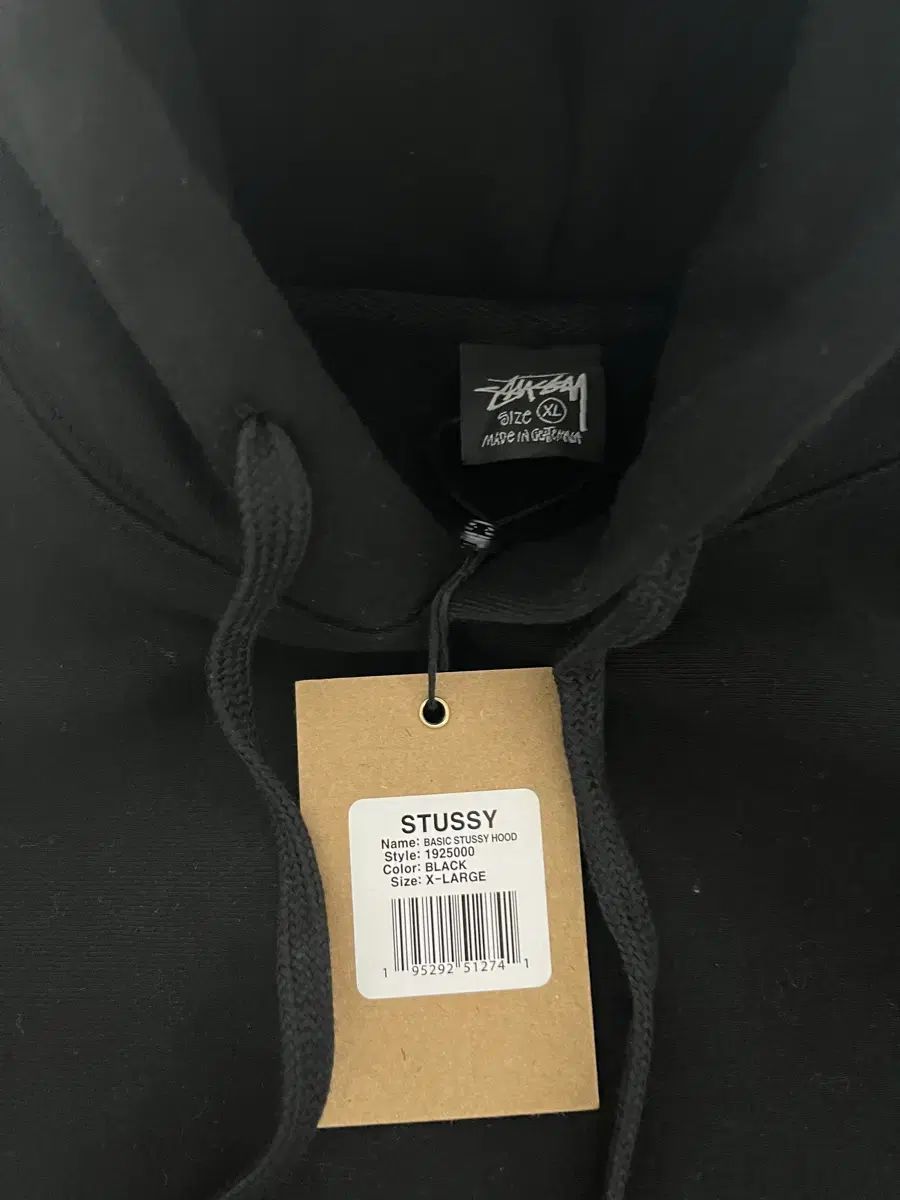 STUSSY
SIZE XL
MADE IN GUATEMALA
STUSSY
Name: BASIC STUSSY HOOD
Style: 1925000
Color: BLACK
Size: X-LARGE
1 95292 51274 1